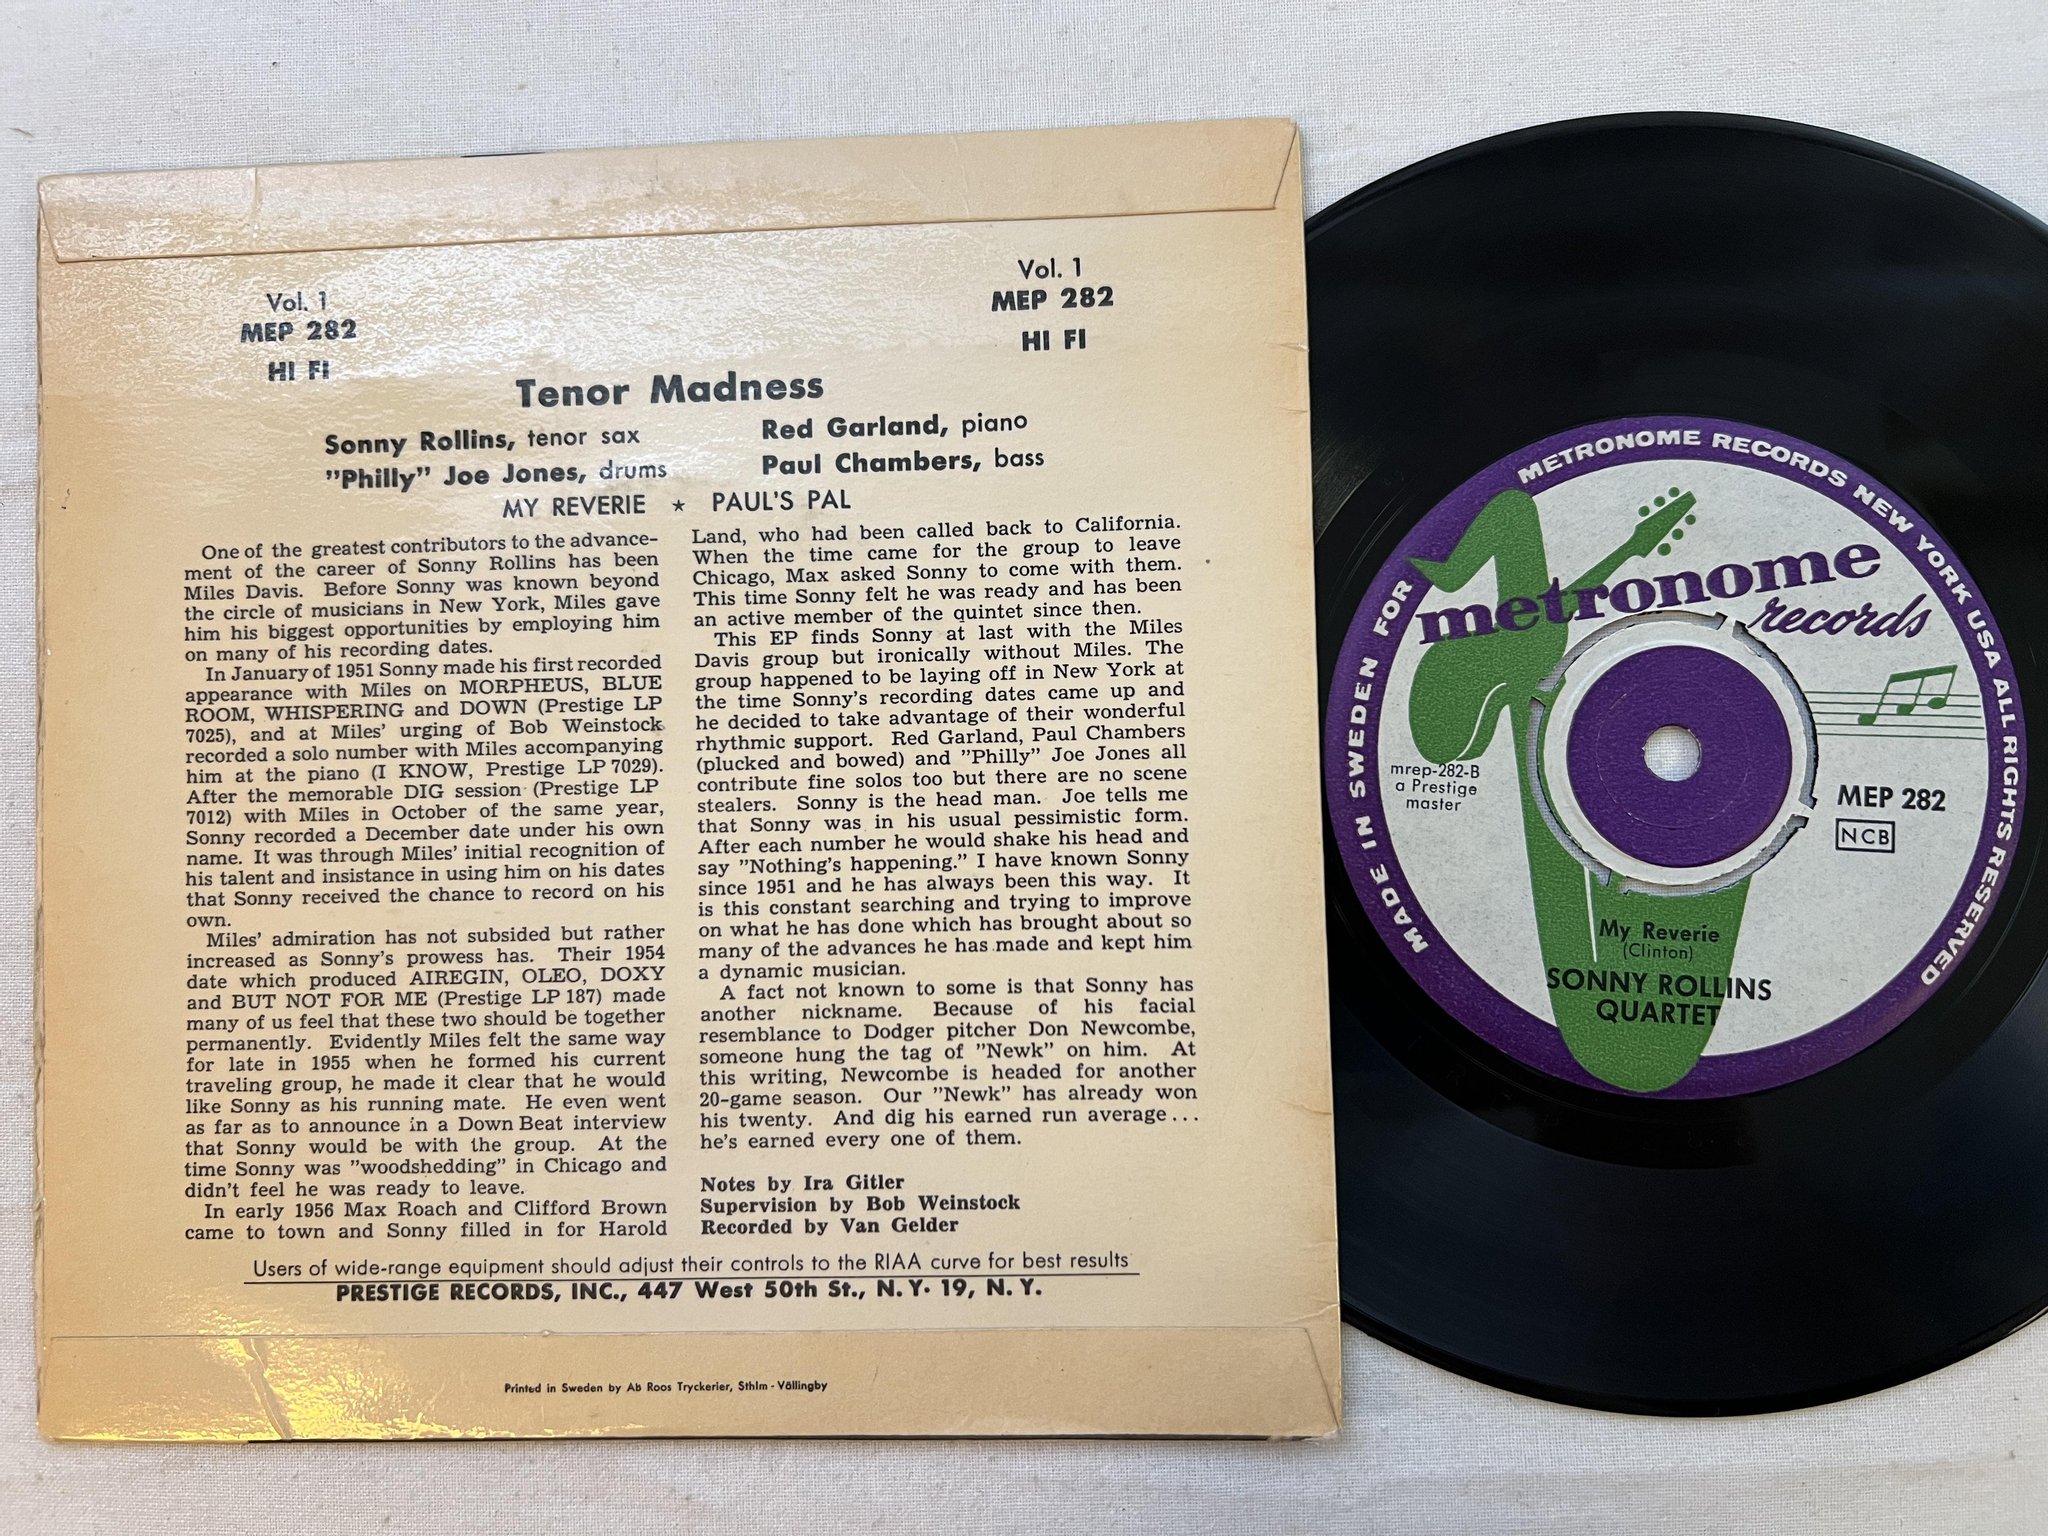 Vol. 1
MEP 282
HI FI
Vol. 1
MEP 282
HI FI
Tenor Madness
Sonny Rollins, tenor sax
"Philly" Joe Jones, drums
Red Garland, piano
Paul Chambers, bass
MY REVERIE ★ PAUL'S PAL
One of the greatest contributors to the advance-
ment of the career of Sonny Rollins has been
Miles Davis. Before Sonny was known beyond
the circle of musicians in New York, Miles gave
him his biggest opportunities by employing him
on many of his recording dates.
In January of 1951 Sonny made his first recorded
appearance with Miles on MORPHEUS, BLUE
ROOM, WHISPERING and DOWN (Prestige LP
7025), and at Miles' urging of Bob Weinstock
recorded a solo number with Miles accompanying
him at the piano (I KNOW, Prestige LP 7029).
After the memorable DIG session (Prestige LP
7012) with Miles in October of the same year,
Sonny recorded a December date under his own
name. It was through Miles' initial recognition of
his talent and insistance in using him on his dates
that Sonny received the chance to record on his
own.
Miles' admiration has not subsided but rather
increased as Sonny's prowess has. Their 1954
date which produced AIREGIN, OLEO, DOXY
and BUT NOT FOR ME (Prestige LP 187) made
many of us feel that these two should be together
permanently. Evidently Miles felt the same way
for late in 1955 when he formed his current
traveling group, he made it clear that he would
like Sonny as his running mate. He even went
as far as to announce in a Down Beat interview
that Sonny would be with the group. At the
time Sonny was "woodshedding" in Chicago and
didn't feel he was ready to leave.
In early 1956 Max Roach and Clifford Brown
came to town and Sonny filled in for Harold
Land, who had been called back to California.
When the time came for the group to leave
Chicago, Max asked Sonny to come with them.
This time Sonny felt he was ready and has been
an active member of the quintet since then.
This EP finds Sonny at last with the Miles
Davis group but ironically without Miles. The
group happened to be laying off in New York at
the time Sonny's recording dates came up and
he decided to take advantage of their wonderful
rhythmic support. Red Garland, Paul Chambers
(plucked and bowed) and "Philly" Joe Jones all
contribute fine solos too but there are no scene
stealers. Sonny is the head man. Joe tells me
that Sonny was in his usual pessimistic form.
After each number he would shake his head and
say "Nothing's happening." I have known Sonny
since 1951 and he has always been this way. It
is this constant searching and trying to improve
on what he has done which has brought about so
many of the advances he has made and kept him
a dynamic musician.
A fact not known to some is that Sonny has
another nickname. Because of his facial
resemblance to Dodger pitcher Don Newcombe,
someone hung the tag of "Newk" on him. At
this writing, Newcombe is headed for another
20-game season. Our "Newk" has already won
his twenty. And dig his earned run average...
he's earned every one of them.
Notes by Ira Gitler
Supervision by Bob Weinstock
Recorded by Van Gelder
Users of wide-range equipment should adjust their controls to the RIAA curve for best results
PRESTIGE RECORDS, INC., 447 West 50th St., N. Y. 19, N. Y.
Printed in Sweden by Ab Roos Tryckerier, Sthlm - Vällingby
MADE IN SWEDEN FOR METRONOME RECORDS NEW YORK USA ALL RIGHTS RESERVED
metronome
records
mrep-282-B
a Prestige
master
MEP 282
NCB
My Reverie
(Clinton)
SONNY ROLLINS
QUARTET